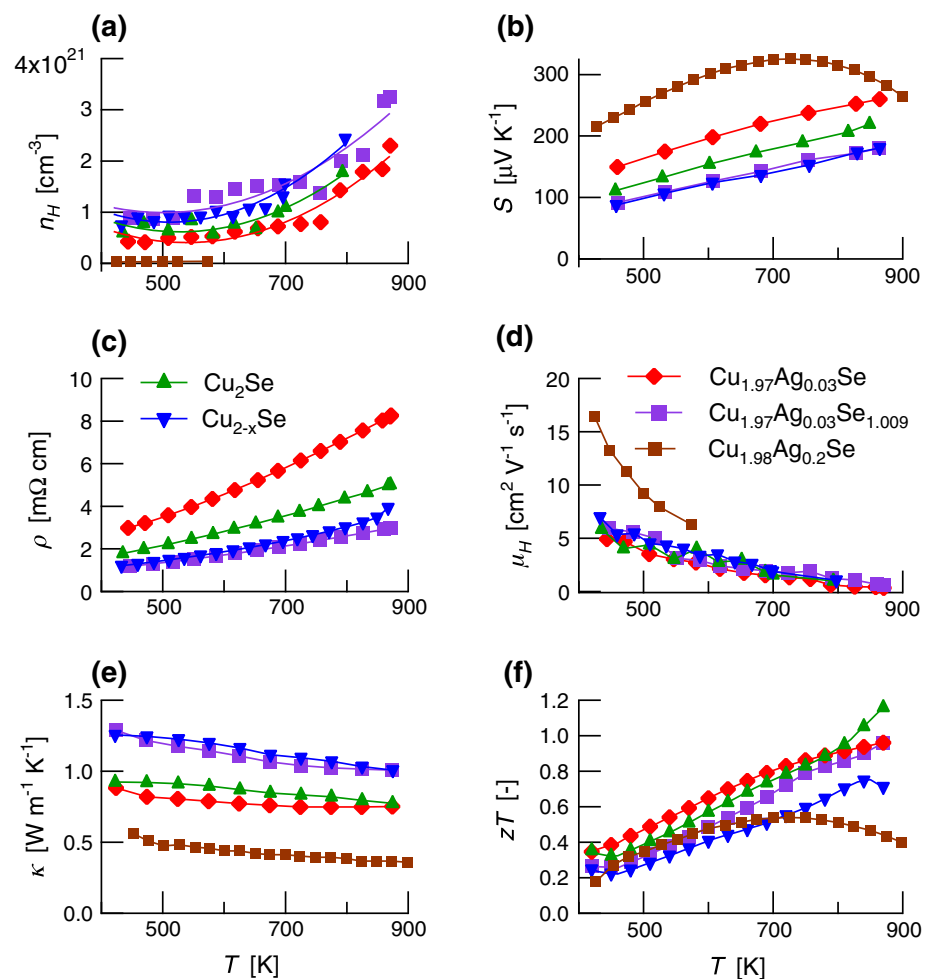 (a)
4x10²¹
3
2
1
0
n_H [cm⁻³]
500
700
900
(b)
300
200
100
0
S [µV K⁻¹]
500
700
900
(c)
10
8
6
4
2
0
ρ [mΩ cm]
Cu₂Se
Cu₂₋ₓSe
500
700
900
(d)
20
15
10
5
0
µ_H [cm² V⁻¹ s⁻¹]
Cu₁.₉₇Ag₀.₀₃Se
Cu₁.₉₇Ag₀.₀₃Se₁.₀₀₉
Cu₁.₉₈Ag₀.₂Se
500
700
900
(e)
1.5
1.0
0.5
0.0
κ [W m⁻¹ K⁻¹]
500
700
900
T [K]
(f)
1.2
1.0
0.8
0.6
0.4
0.2
0.0
zT [-]
500
700
900
T [K]